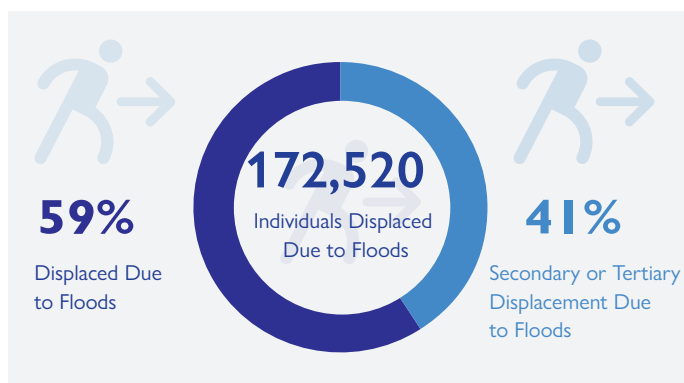 172,520
Individuals Displaced
Due to Floods
59%
Displaced Due
to Floods
41%
Secondary or Tertiary
Displacement Due
to Floods